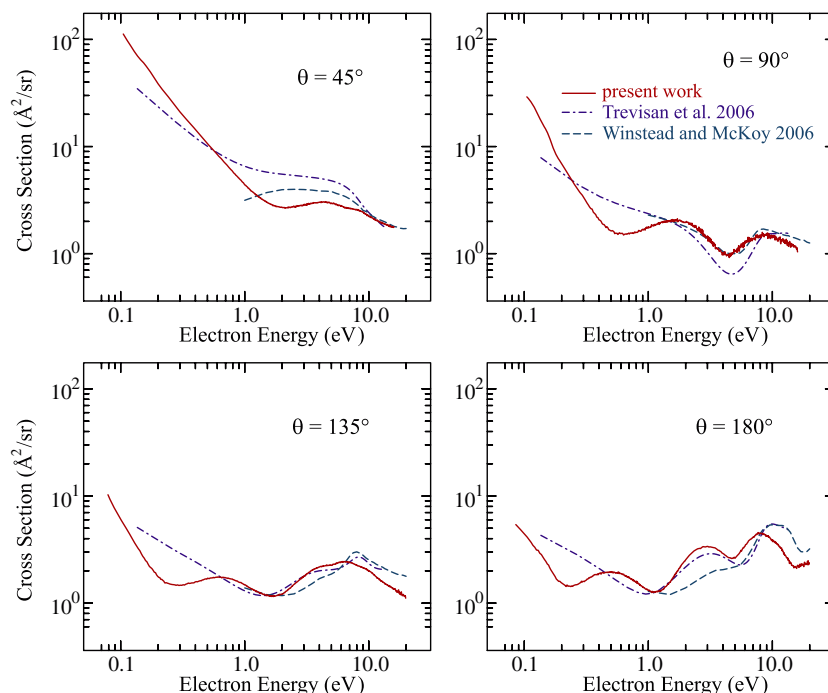 Cross Section (Å²/sr)
10²
10¹
10⁰
θ = 45°
0.1 1.0 10.0
Electron Energy (eV)
10²
10¹
10⁰
θ = 90°
present work
Trevisan et al. 2006
Winstead and McKoy 2006
0.1 1.0 10.0
Electron Energy (eV)
Cross Section (Å²/sr)
10²
10¹
10⁰
θ = 135°
0.1 1.0 10.0
Electron Energy (eV)
10²
10¹
10⁰
θ = 180°
0.1 1.0 10.0
Electron Energy (eV)